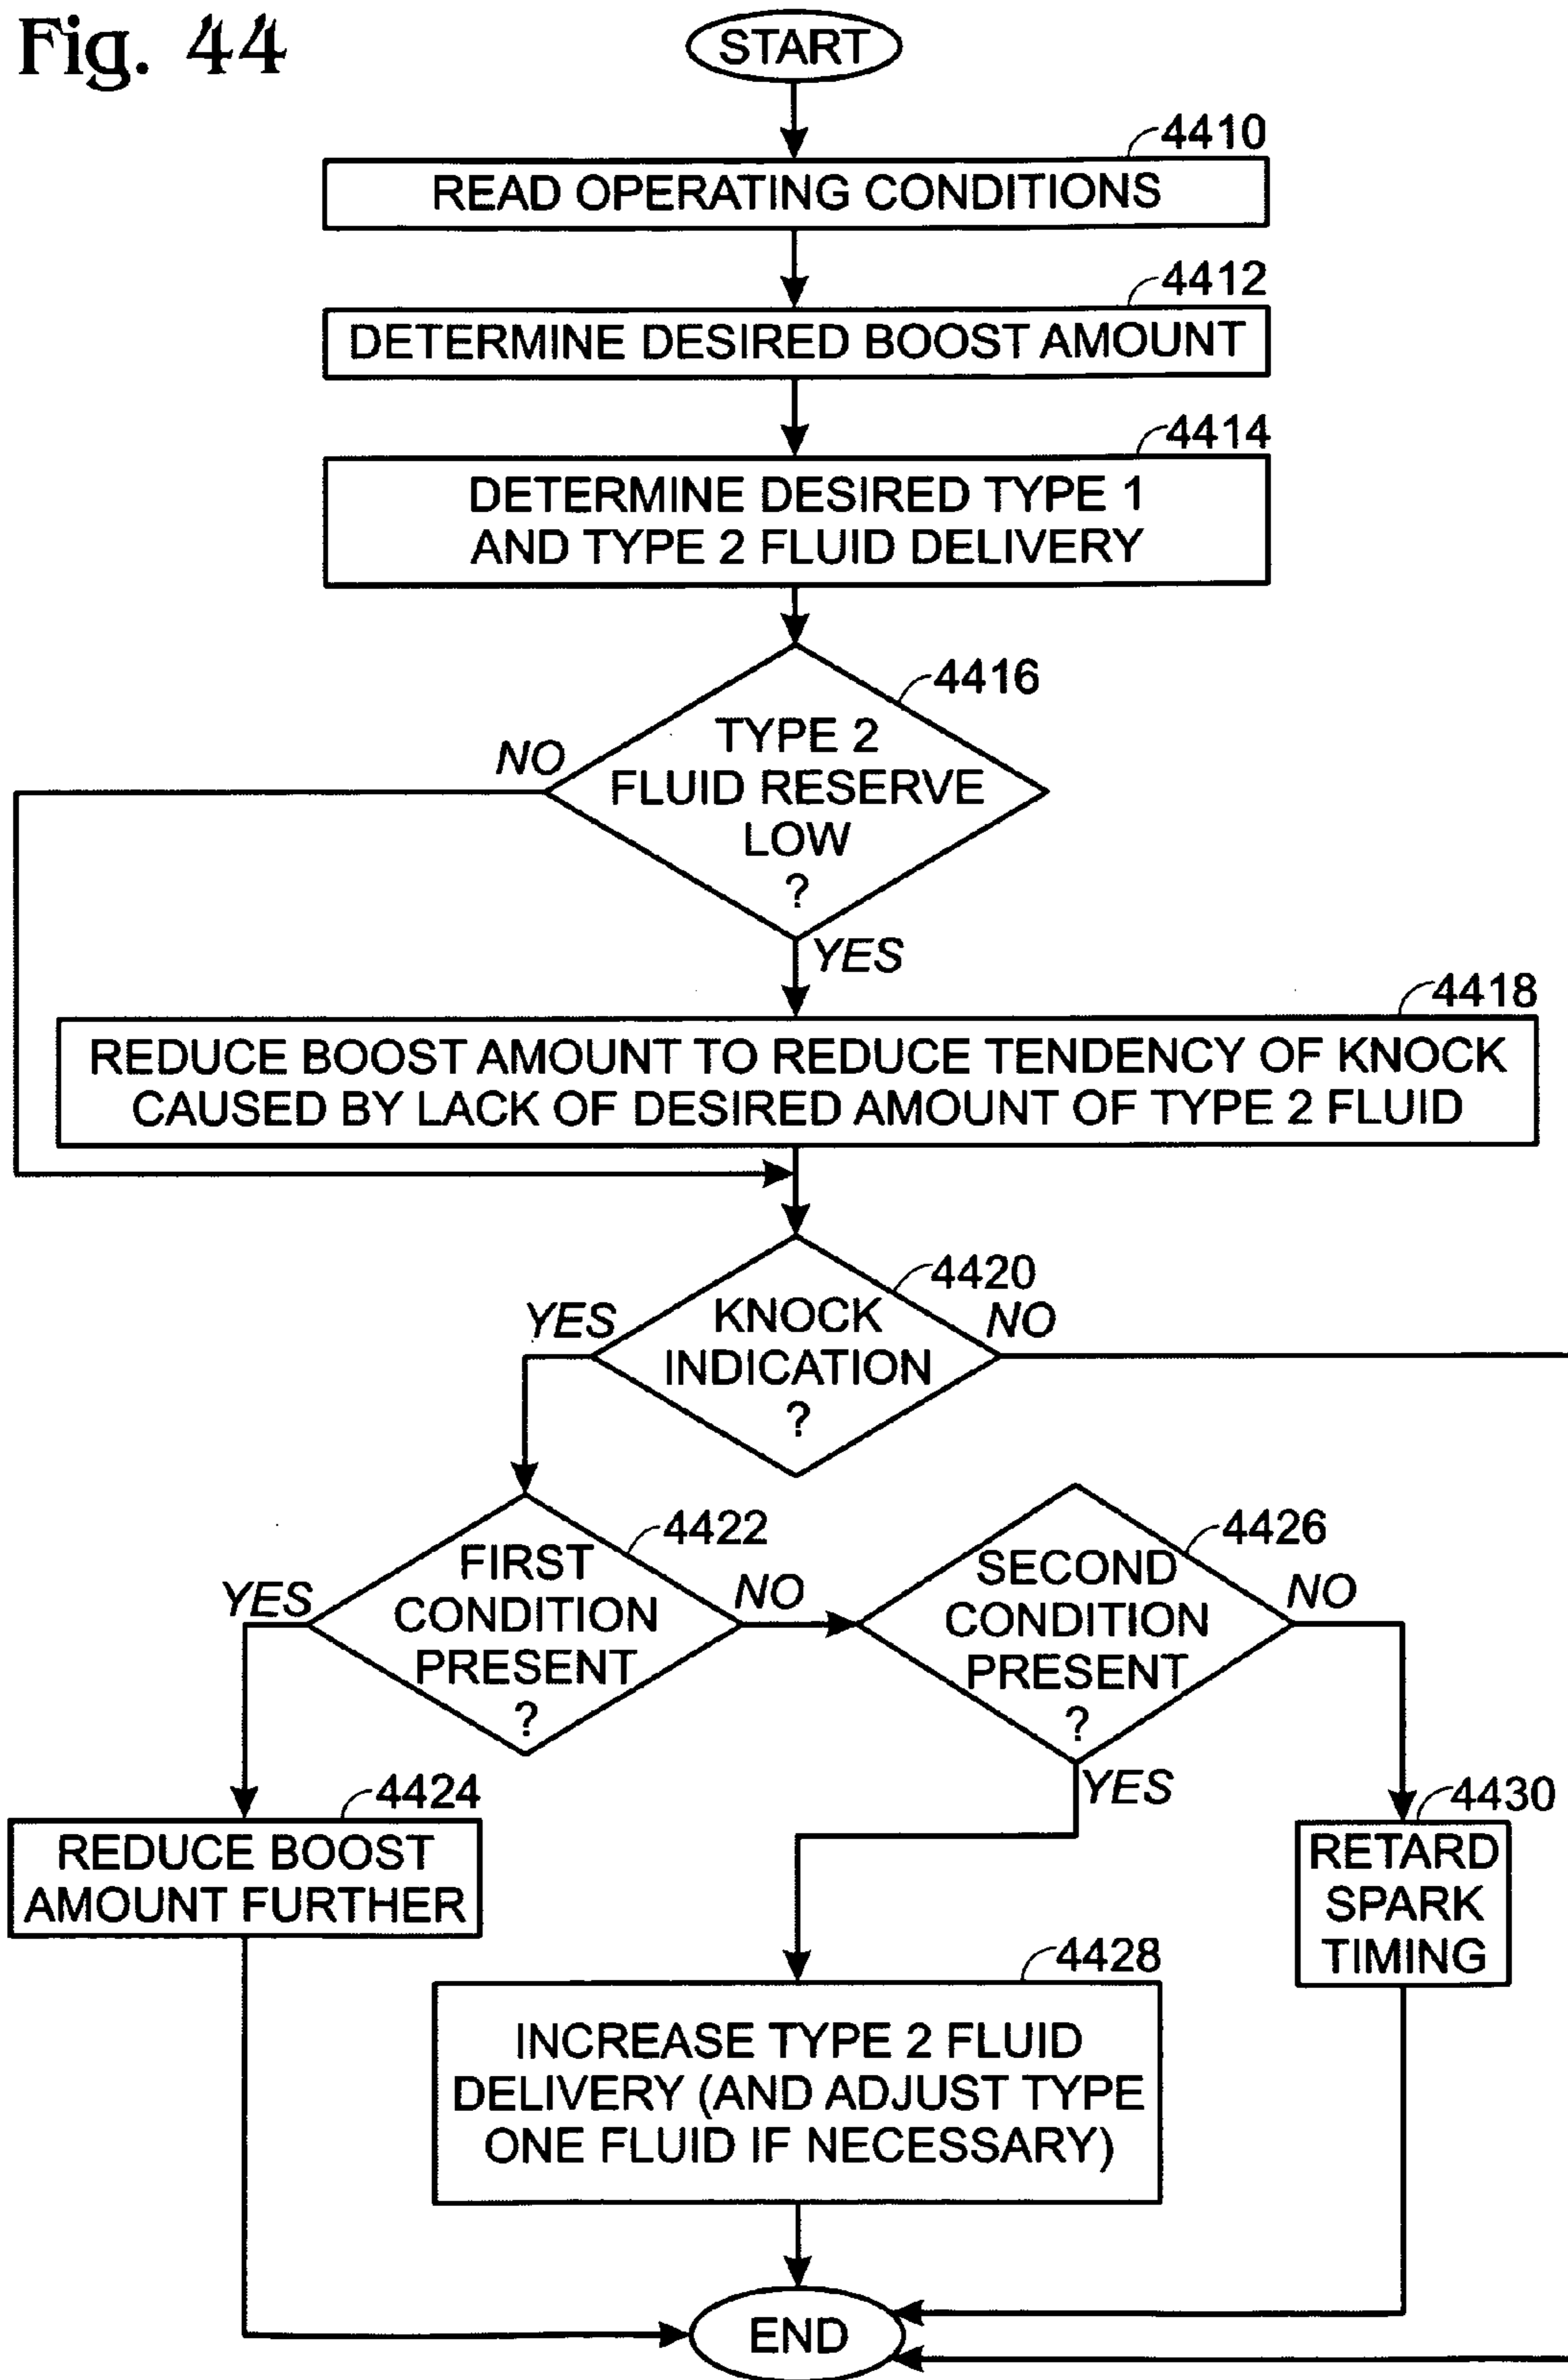 Fig. 44
START
4410
READ OPERATING CONDITIONS
4412
DETERMINE DESIRED BOOST AMOUNT
4414
DETERMINE DESIRED TYPE 1
AND TYPE 2 FLUID DELIVERY
4416
TYPE 2
FLUID RESERVE
LOW
?
NO
YES
4418
REDUCE BOOST AMOUNT TO REDUCE TENDENCY OF KNOCK
CAUSED BY LACK OF DESIRED AMOUNT OF TYPE 2 FLUID
4420
KNOCK
INDICATION
?
YES
NO
4422
FIRST
CONDITION
PRESENT
?
YES
NO
4426
SECOND
CONDITION
PRESENT
?
NO
YES
4424
REDUCE BOOST
AMOUNT FURTHER
4430
RETARD
SPARK
TIMING
4428
INCREASE TYPE 2 FLUID
DELIVERY (AND ADJUST TYPE
ONE FLUID IF NECESSARY)
END